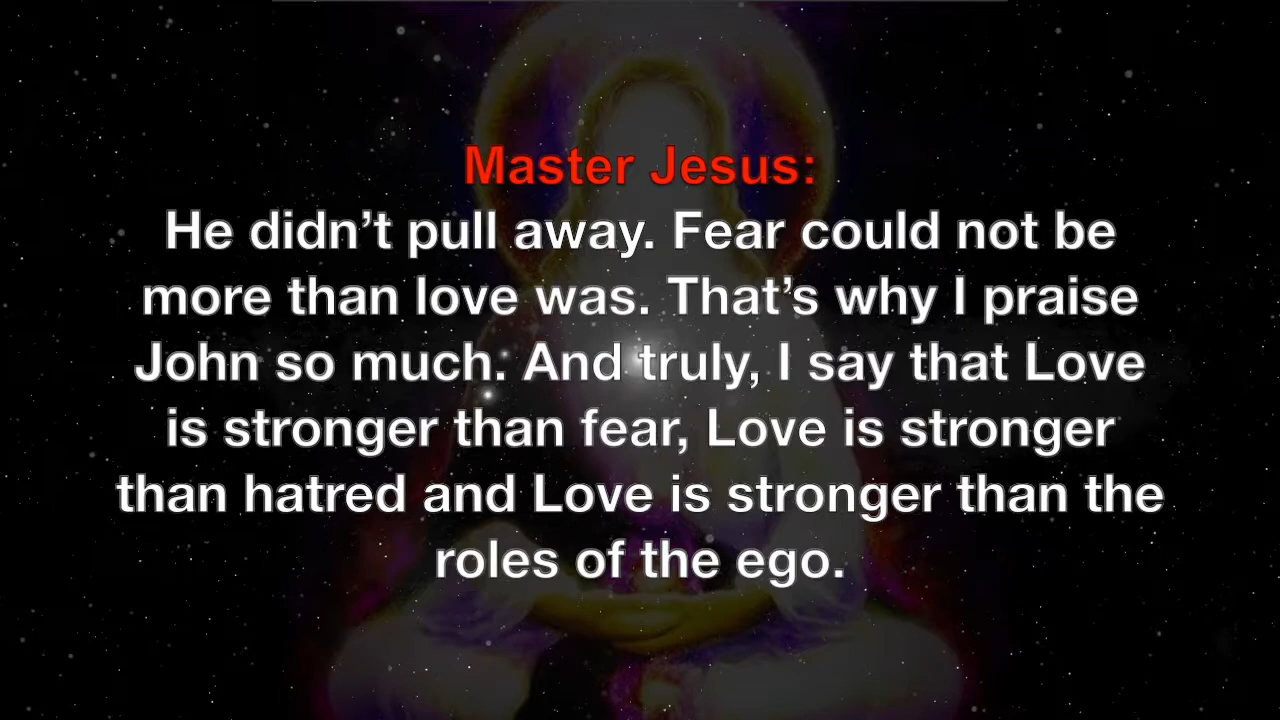 Master Jesus:
He didn’t pull away. Fear could not be
more than love was. That’s why I praise
John so much. And truly, I say that Love
is stronger than fear, Love is stronger
than hatred and Love is stronger than the
roles of the ego.